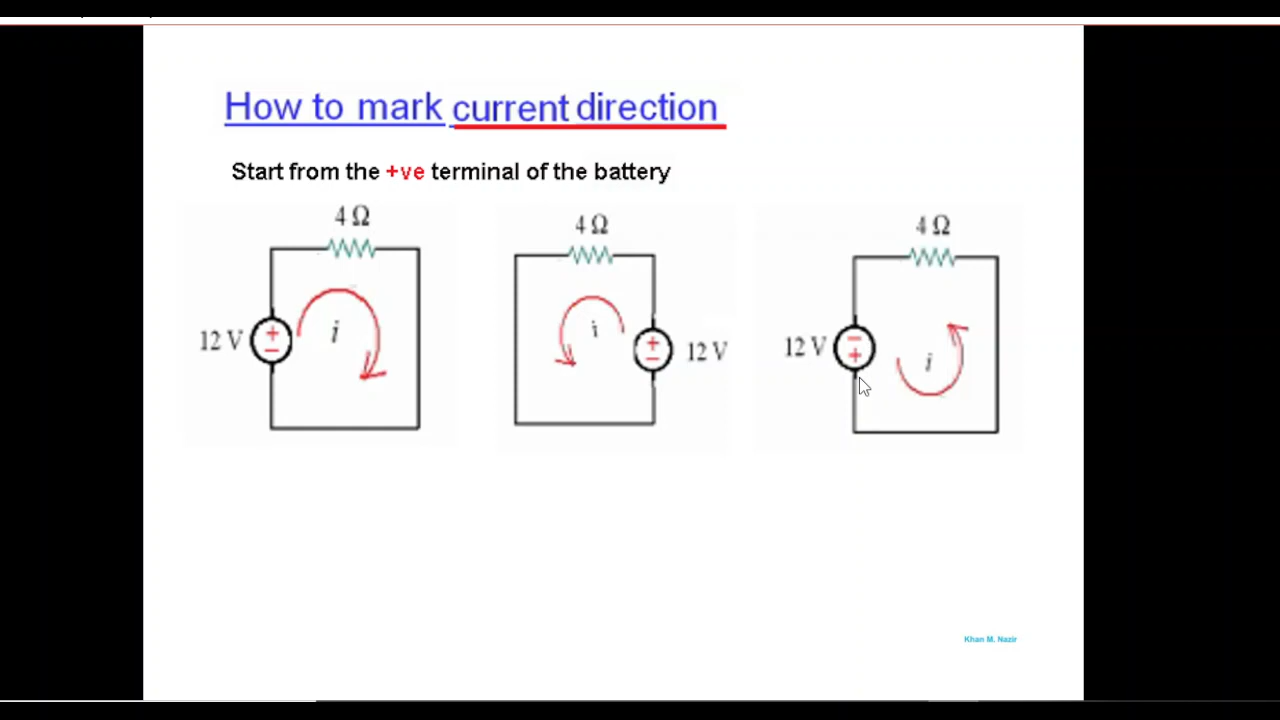 How to mark current direction
Start from the +ve terminal of the battery
4 Ω
4 Ω
4 Ω
12 V
+
−
i
i
+
−
12 V
12 V
−
+
i
Khan M. Nazir